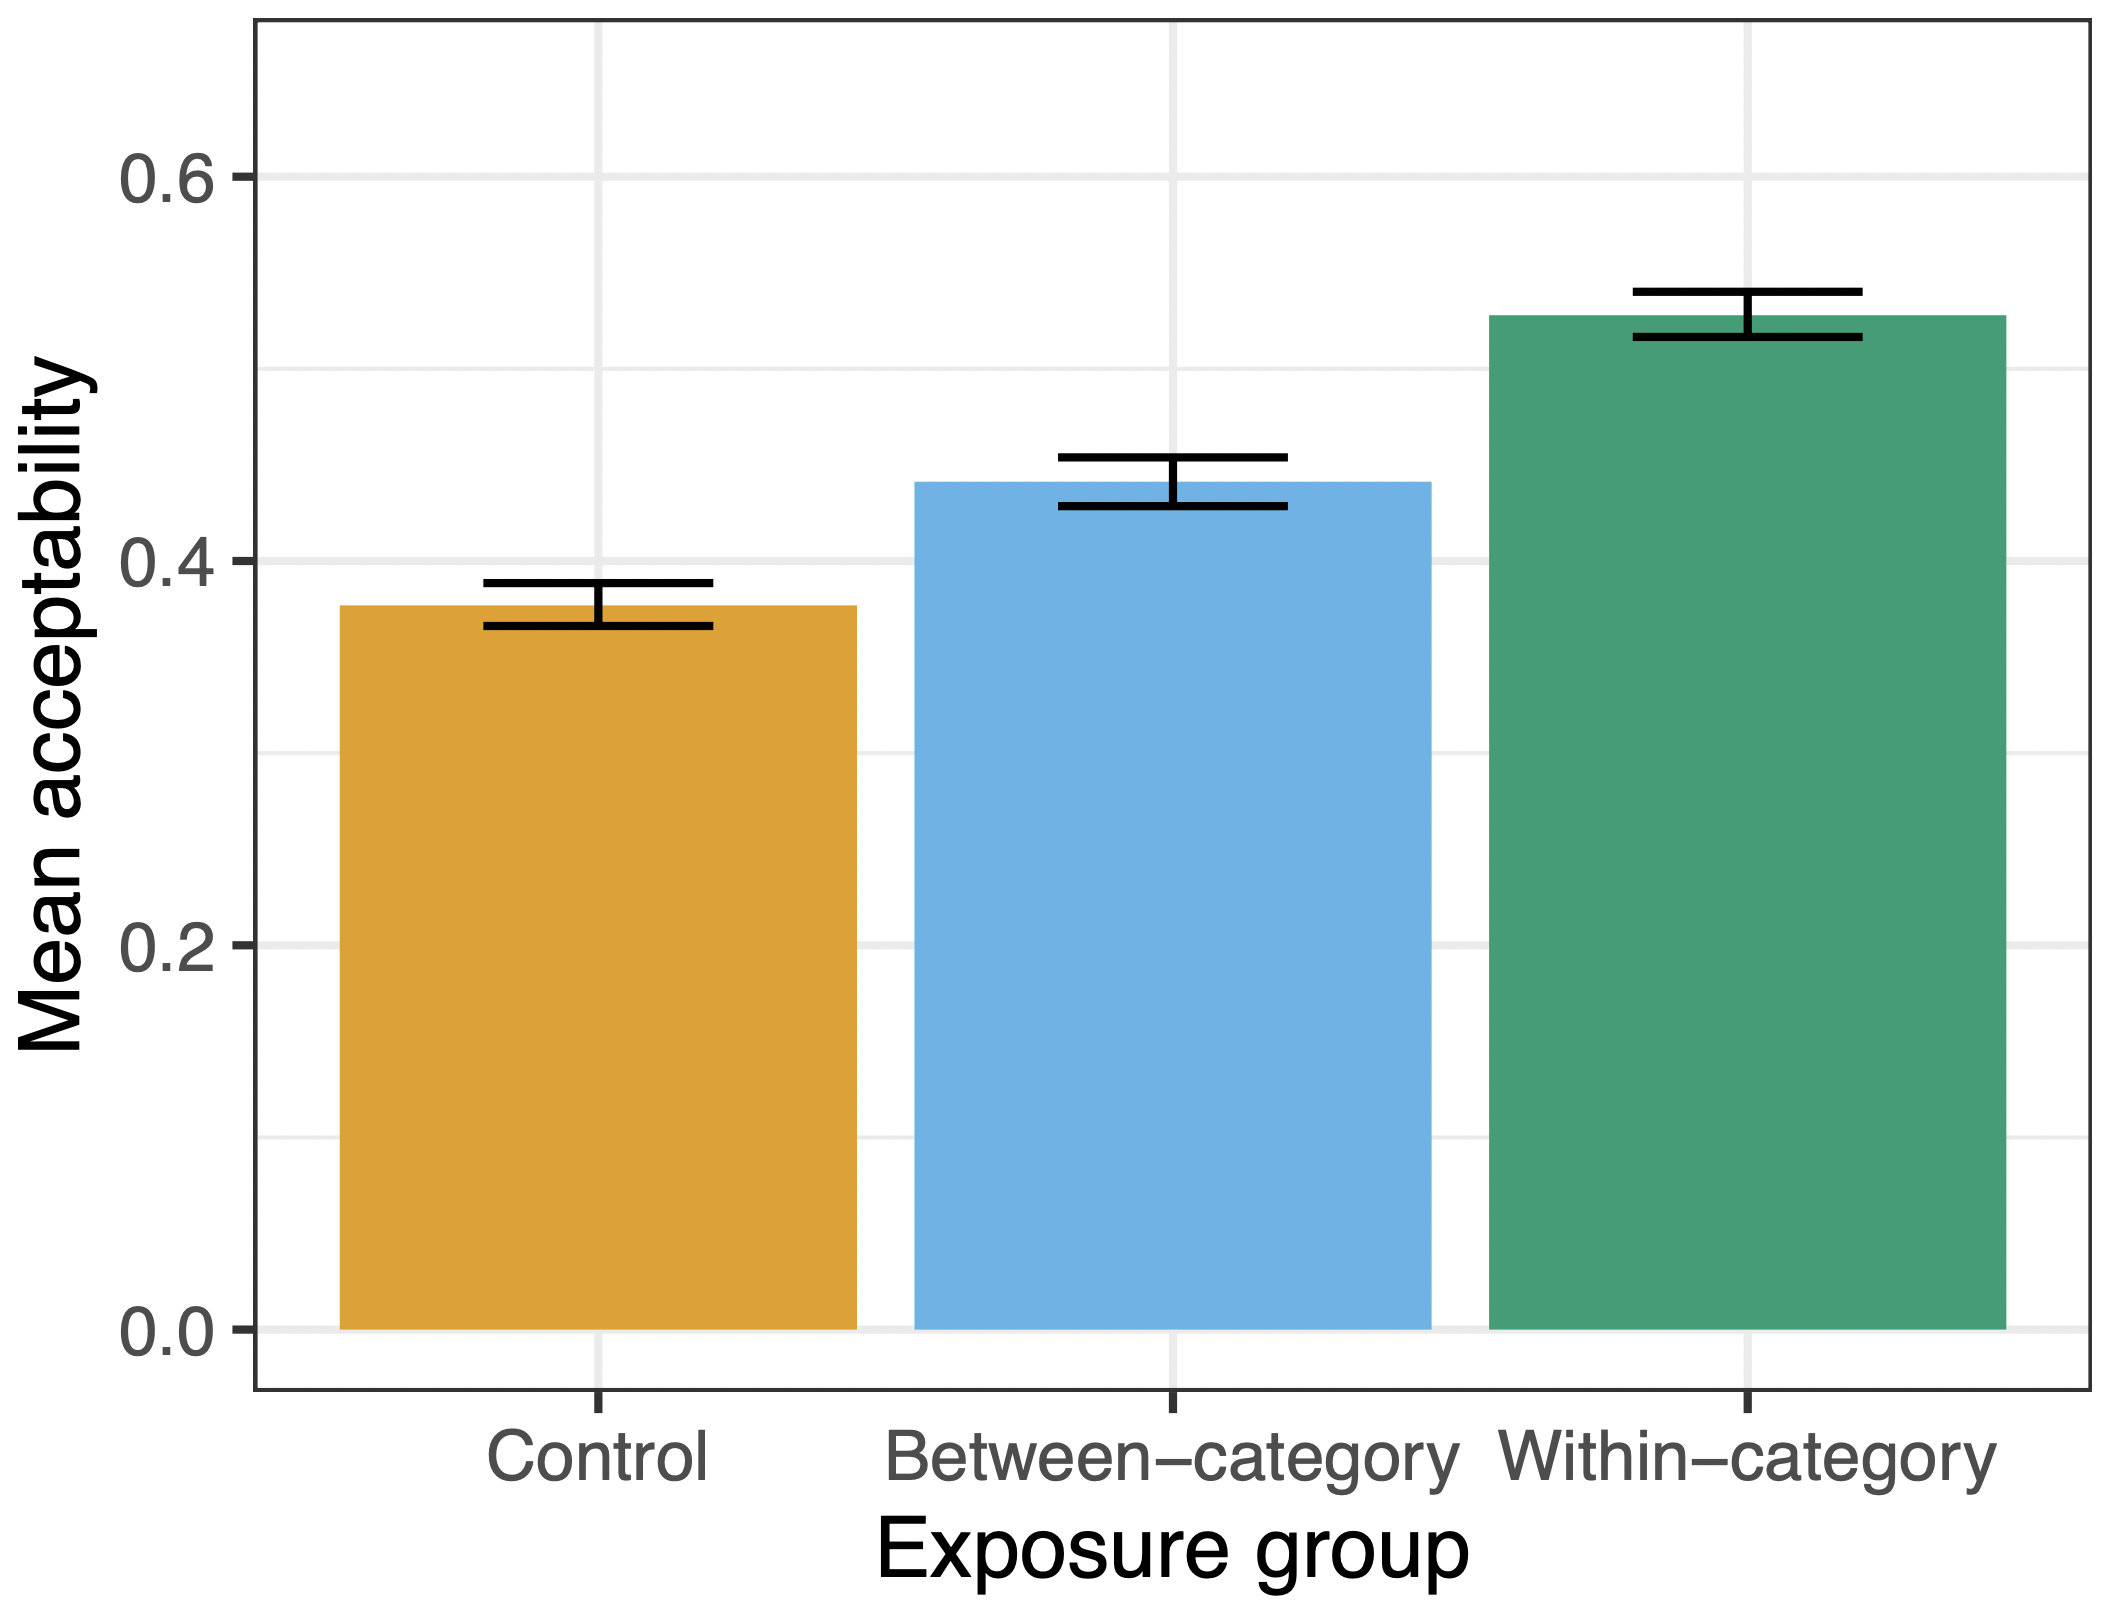 Mean acceptability
0.6
0.4
0.2
0.0
Control Between−category Within−category
Exposure group